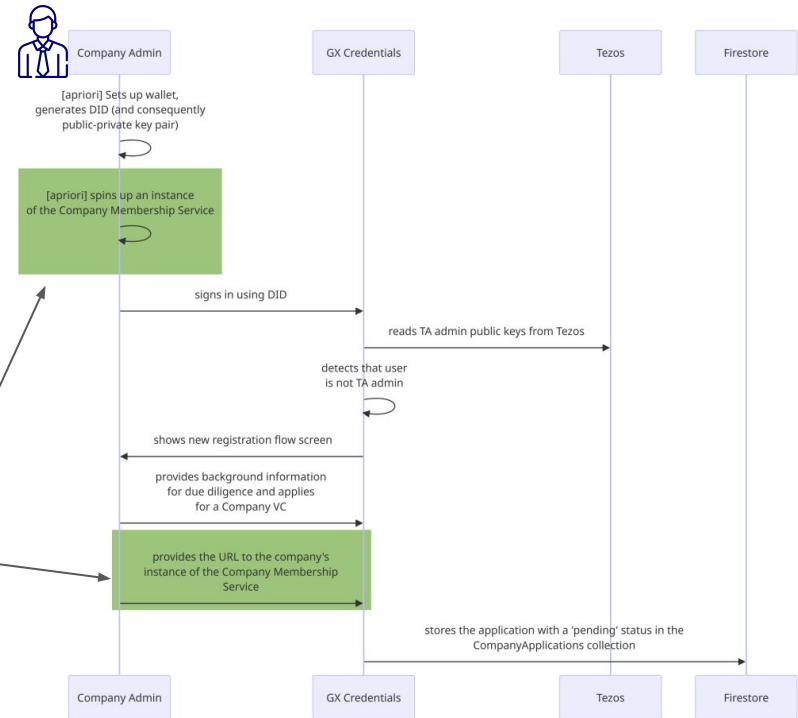 Company Admin
GX Credentials
Tezos
Firestore
[apriori] Sets up wallet,
generates DID (and consequently
public-private key pair)
[apriori] spins up an instance
of the Company Membership Service
signs in using DID
reads TA admin public keys from Tezos
detects that user
is not TA admin
shows new registration flow screen
provides background information
for due diligence and applies
for a Company VC
provides the URL to the company's
instance of the Company Membership
Service
stores the application with a 'pending' status in the
CompanyApplications collection
Company Admin
GX Credentials
Tezos
Firestore